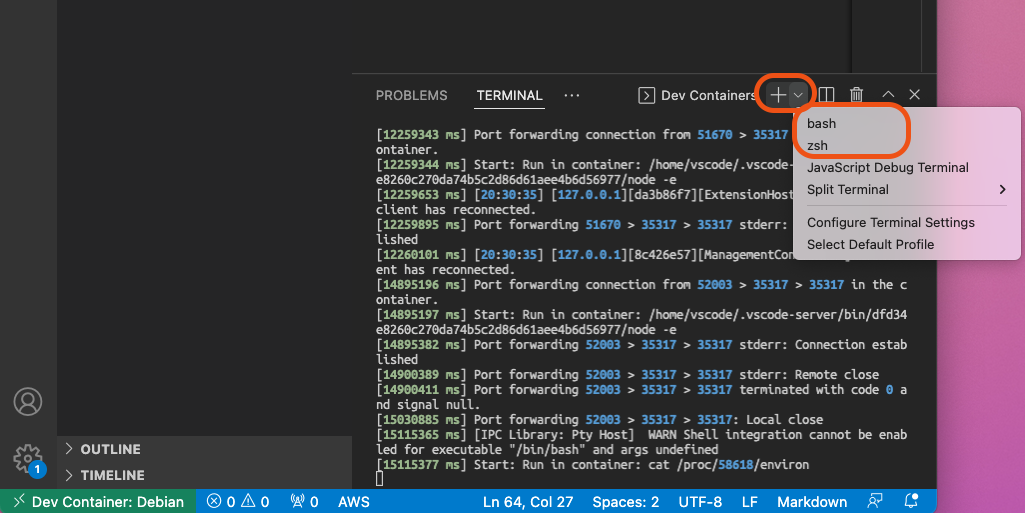 PROBLEMS TERMINAL ··· Dev Containers
bash
zsh
JavaScript Debug Terminal
Split Terminal
Configure Terminal Settings
Select Default Profile
[12259343 ms] Port forwarding connection from 51670 > 35317
ontainer.
[12259344 ms] Start: Run in container: /home/vscode/.vscode-
e8260c270da74b5c2d86d61aee4b6d56977/node -e
[12259653 ms] [20:30:35] [127.0.0.1][da3b86f7][ExtensionHost
client has reconnected.
[12259895 ms] Port forwarding 51670 > 35317 > 35317 stderr:
lished
[12260101 ms] [20:30:35] [127.0.0.1][8c426e57][ManagementCon
ent has reconnected.
[14895196 ms] Port forwarding connection from 52003 > 35317 > 35317 in the c
ontainer.
[14895197 ms] Start: Run in container: /home/vscode/.vscode-server/bin/dfd34
e8260c270da74b5c2d86d61aee4b6d56977/node -e
[14895382 ms] Port forwarding 52003 > 35317 > 35317 stderr: Connection estab
lished
[14900389 ms] Port forwarding 52003 > 35317 > 35317 stderr: Remote close
[14900411 ms] Port forwarding 52003 > 35317 > 35317 terminated with code 0 a
nd signal null.
[15030885 ms] Port forwarding 52003 > 35317 > 35317: Local close
[15115365 ms] [IPC Library: Pty Host]  WARN Shell integration cannot be enab
led for executable "/bin/bash" and args undefined
[15115377 ms] Start: Run in container: cat /proc/58618/environ
OUTLINE
TIMELINE
1
Dev Container: Debian 0 0 0 AWS Ln 64, Col 27 Spaces: 2 UTF-8 LF Markdown